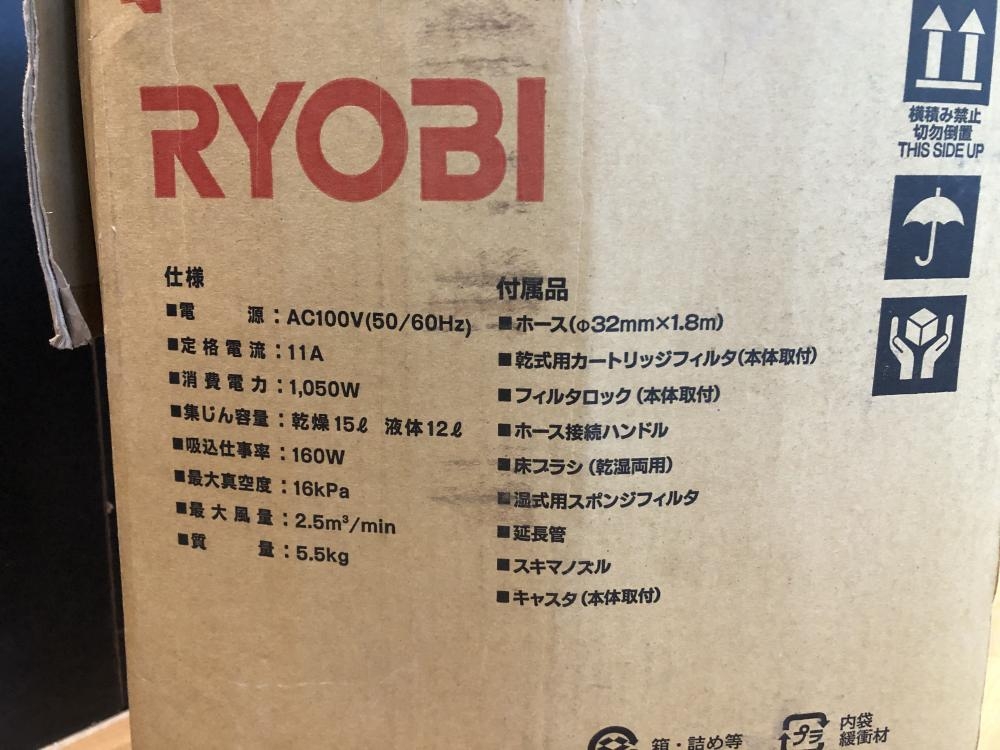 RYOBI
横積み禁止
切勿倒置
THIS SIDE UP
仕様
■電源：AC100V(50/60Hz)
■定格電流：11A
■消費電力：1,050W
■集じん容量：乾燥15ℓ 液体12ℓ
■吸込仕事率：160W
■最大真空度：16kPa
■最大風量：2.5m³/min
■質量：5.5kg
付属品
■ホース(Φ32mm×1.8m)
■乾式用カートリッジフィルタ(本体取付)
■フィルタロック(本体取付)
■ホース接続ハンドル
■床ブラシ(乾湿両用)
■湿式用スポンジフィルタ
■延長管
■スキマノズル
■キャスタ(本体取付)
箱・詰め等
プラ
内袋
緩衝材